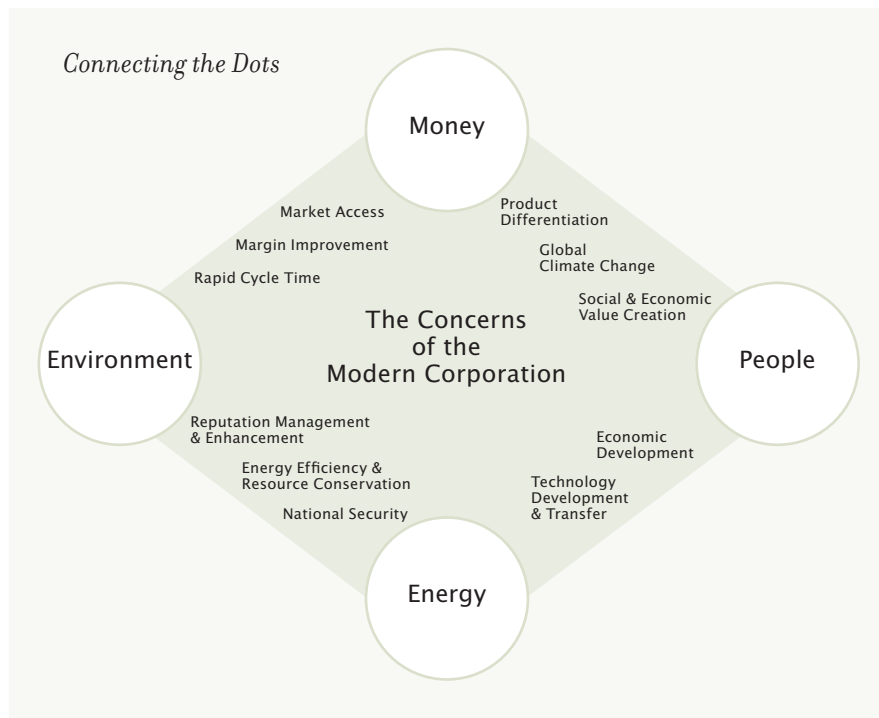 Connecting the Dots
Money
Market Access
Margin Improvement
Rapid Cycle Time
Product
Differentiation
Global
Climate Change
Social & Economic
Value Creation
The Concerns
of the
Modern Corporation
Environment
People
Reputation Management
& Enhancement
Energy Efficiency &
Resource Conservation
National Security
Economic
Development
Technology
Development
& Transfer
Energy